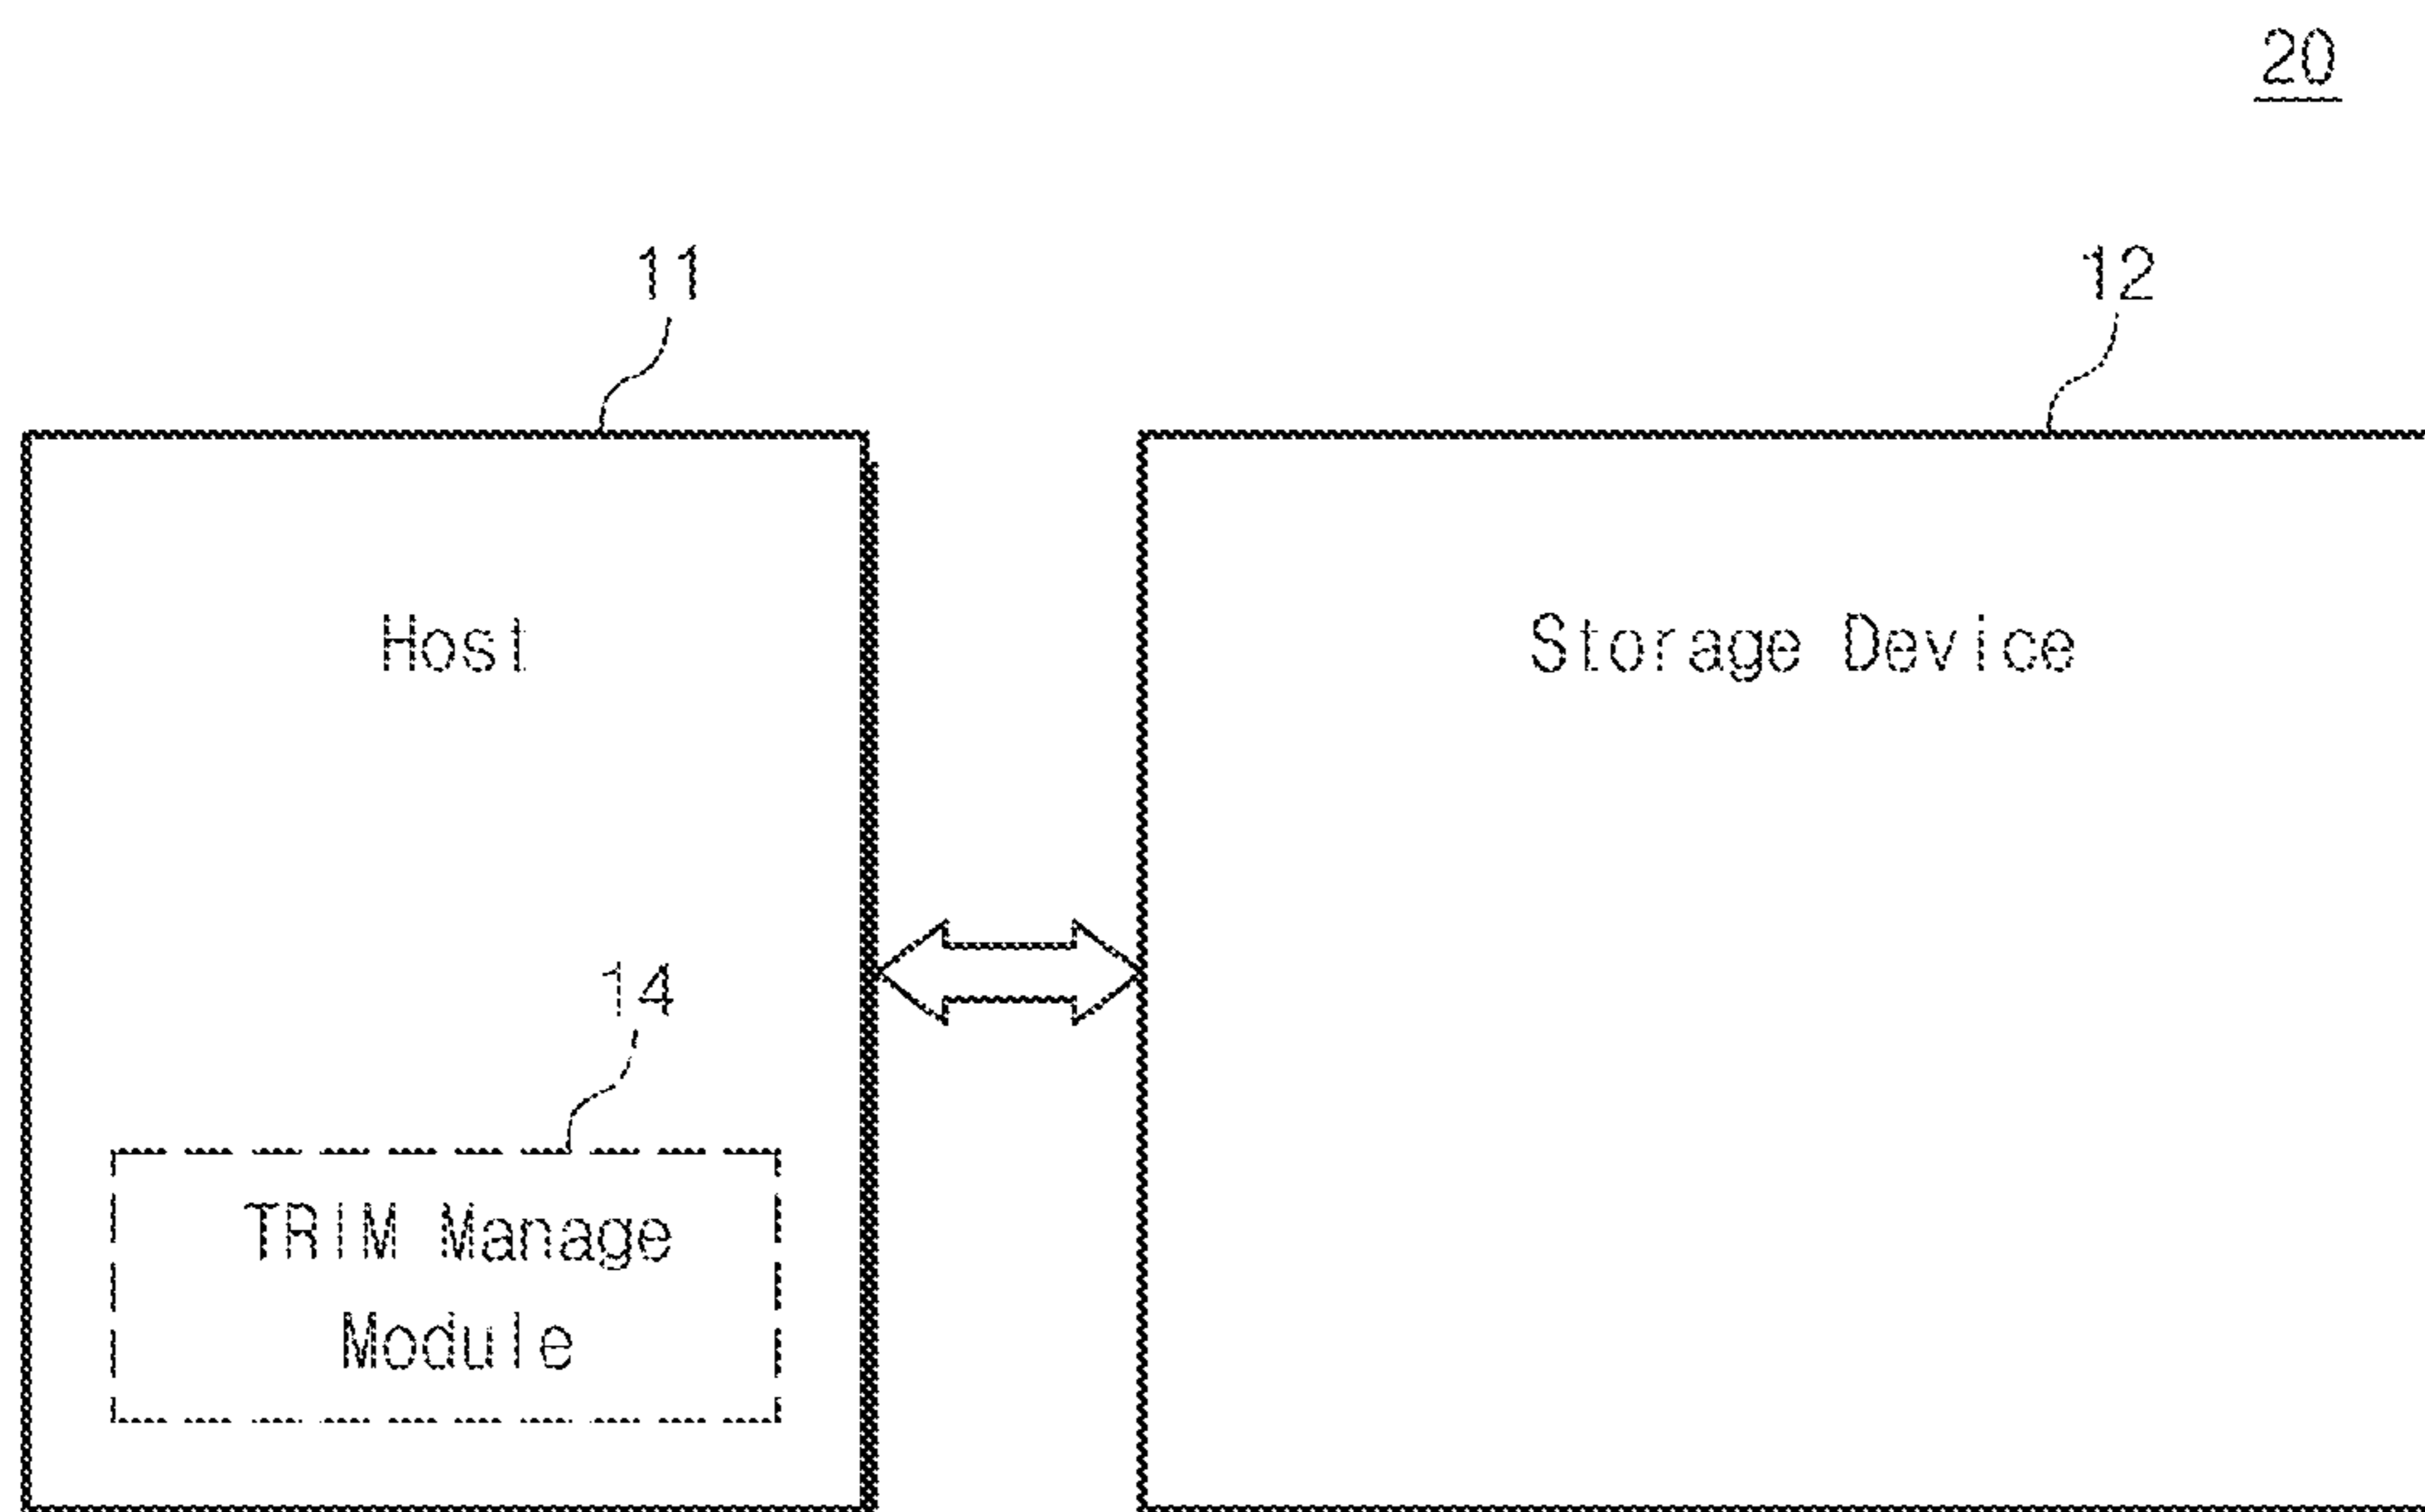 20
11
12
Host
Storage Device
14
TRIM Manage
Module